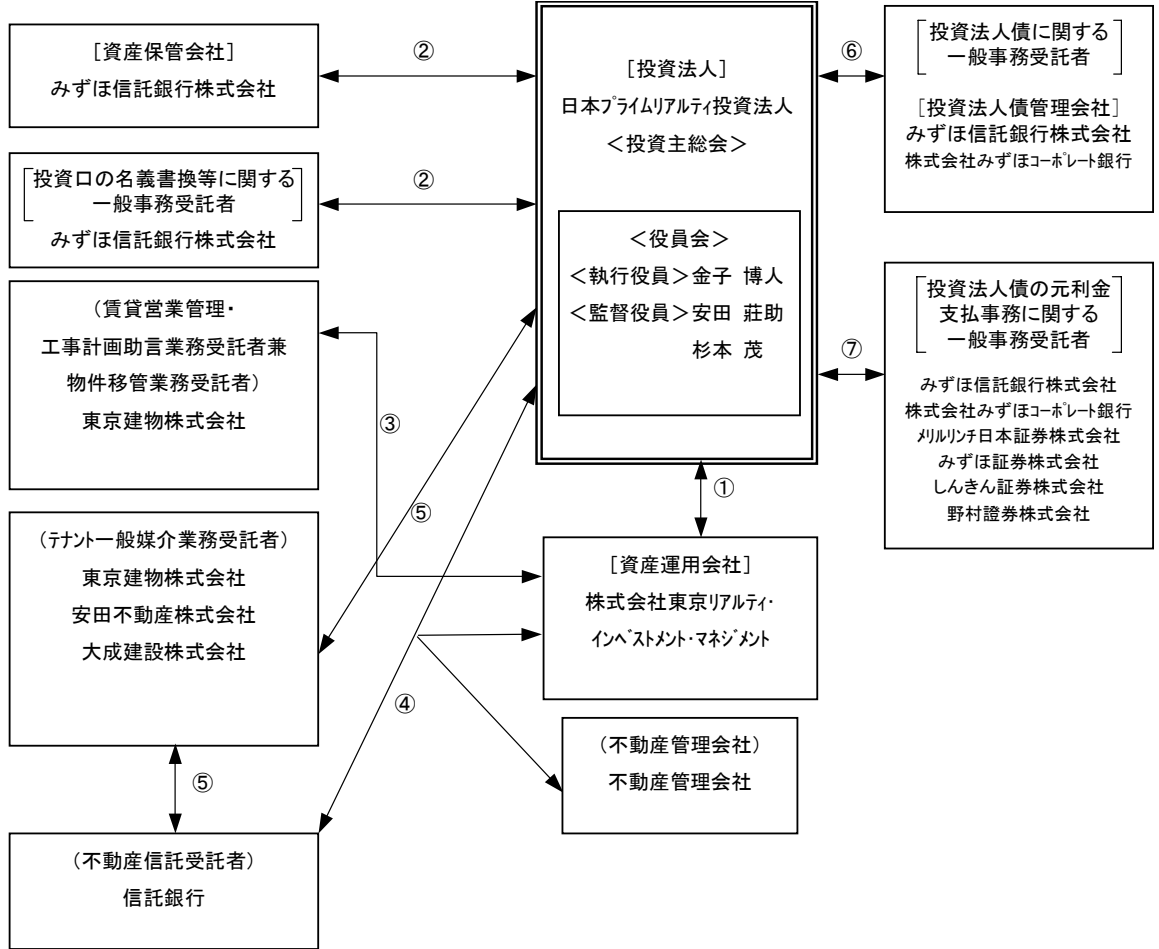 [資産保管会社]
みずほ信託銀行株式会社
②
投資口の名義書換等に関する
一般事務受託者
みずほ信託銀行株式会社
②
(賃貸営業管理・
工事計画助言業務受託者兼
物件移管業務受託者)
東京建物株式会社
③
(ﾃﾅﾝﾄ一般媒介業務受託者)
東京建物株式会社
安田不動産株式会社
大成建設株式会社
⑤
⑤
(不動産信託受託者)
信託銀行
④
[投資法人]
日本ﾌﾟﾗｲﾑﾘｱﾙﾃｨ投資法人
＜投資主総会＞
＜役員会＞
＜執行役員＞金子 博人
＜監督役員＞安田 莊助
杉本 茂
①
[資産運用会社]
株式会社東京ﾘｱﾙﾃｨ･
ｲﾝﾍﾞｽﾄﾒﾝﾄ･ﾏﾈｼﾞﾒﾝﾄ
(不動産管理会社)
不動産管理会社
⑥
投資法人債に関する
一般事務受託者
[投資法人債管理会社]
みずほ信託銀行株式会社
株式会社みずほｺｰﾎﾟﾚｰﾄ銀行
⑦
投資法人債の元利金
支払事務に関する
一般事務受託者
みずほ信託銀行株式会社
株式会社みずほｺｰﾎﾟﾚｰﾄ銀行
ﾒﾘﾙﾘﾝﾁ日本証券株式会社
みずほ証券株式会社
しんきん証券株式会社
野村證券株式会社